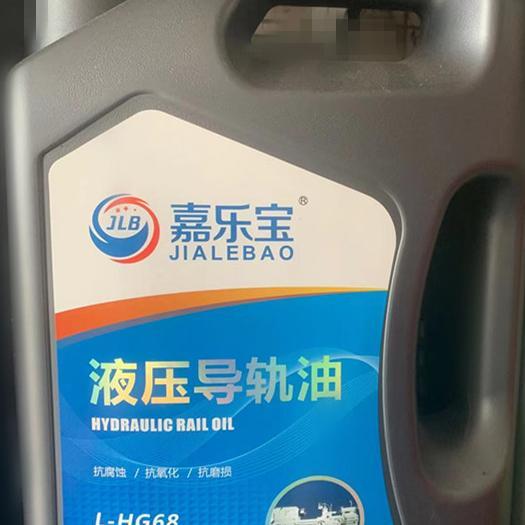 JLB
嘉乐宝®
JIALEBAO
液压导轨油
HYDRAULIC RAIL OIL
抗腐蚀 / 抗氧化 / 抗磨损
L-HG68